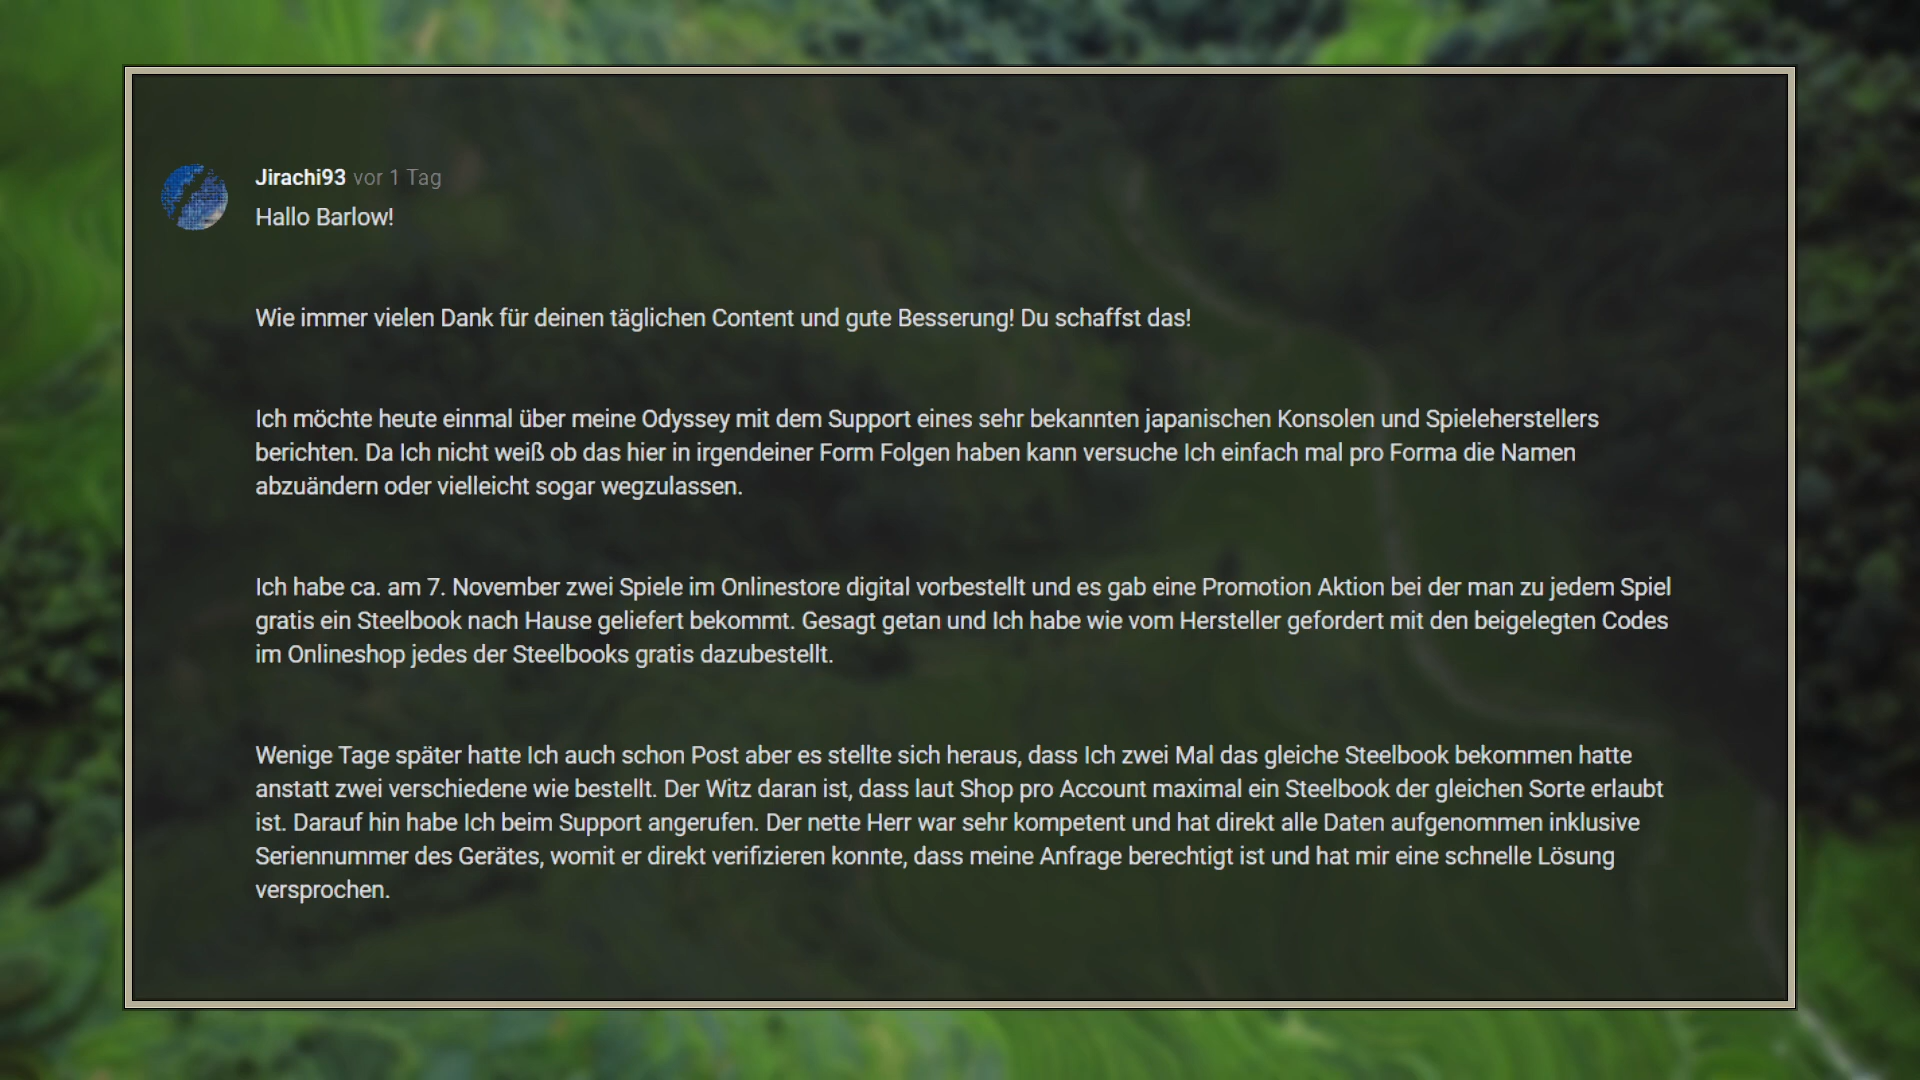 Jirachi93 vor 1 Tag
Hallo Barlow!
Wie immer vielen Dank für deinen täglichen Content und gute Besserung! Du schaffst das!
Ich möchte heute einmal über meine Odyssey mit dem Support eines sehr bekannten japanischen Konsolen und Spieleherstellers
berichten. Da Ich nicht weiß ob das hier in irgendeiner Form Folgen haben kann versuche Ich einfach mal pro Forma die Namen
abzuändern oder vielleicht sogar wegzulassen.
Ich habe ca. am 7. November zwei Spiele im Onlinestore digital vorbestellt und es gab eine Promotion Aktion bei der man zu jedem Spiel
gratis ein Steelbook nach Hause geliefert bekommt. Gesagt getan und Ich habe wie vom Hersteller gefordert mit den beigelegten Codes
im Onlineshop jedes der Steelbooks gratis dazubestellt.
Wenige Tage später hatte Ich auch schon Post aber es stellte sich heraus, dass Ich zwei Mal das gleiche Steelbook bekommen hatte
anstatt zwei verschiedene wie bestellt. Der Witz daran ist, dass laut Shop pro Account maximal ein Steelbook der gleichen Sorte erlaubt
ist. Darauf hin habe Ich beim Support angerufen. Der nette Herr war sehr kompetent und hat direkt alle Daten aufgenommen inklusive
Seriennummer des Gerätes, womit er direkt verifizieren konnte, dass meine Anfrage berechtigt ist und hat mir eine schnelle Lösung
versprochen.